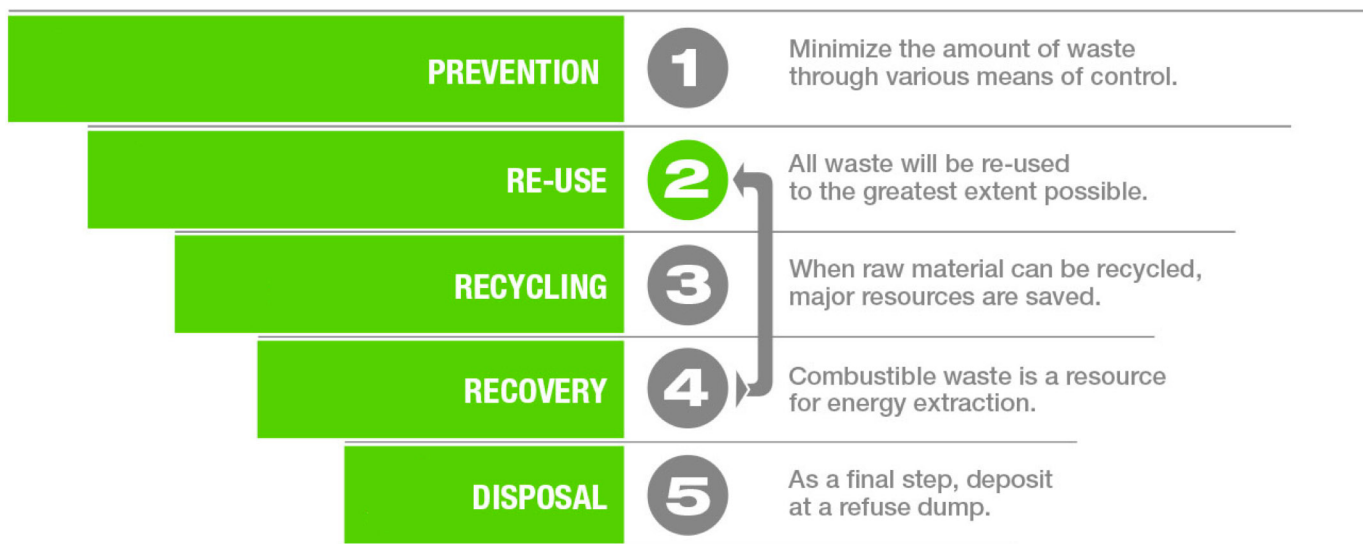 PREVENTION
1
Minimize the amount of waste
through various means of control.
RE-USE
2
All waste will be re-used
to the greatest extent possible.
RECYCLING
3
When raw material can be recycled,
major resources are saved.
RECOVERY
4
Combustible waste is a resource
for energy extraction.
DISPOSAL
5
As a final step, deposit
at a refuse dump.